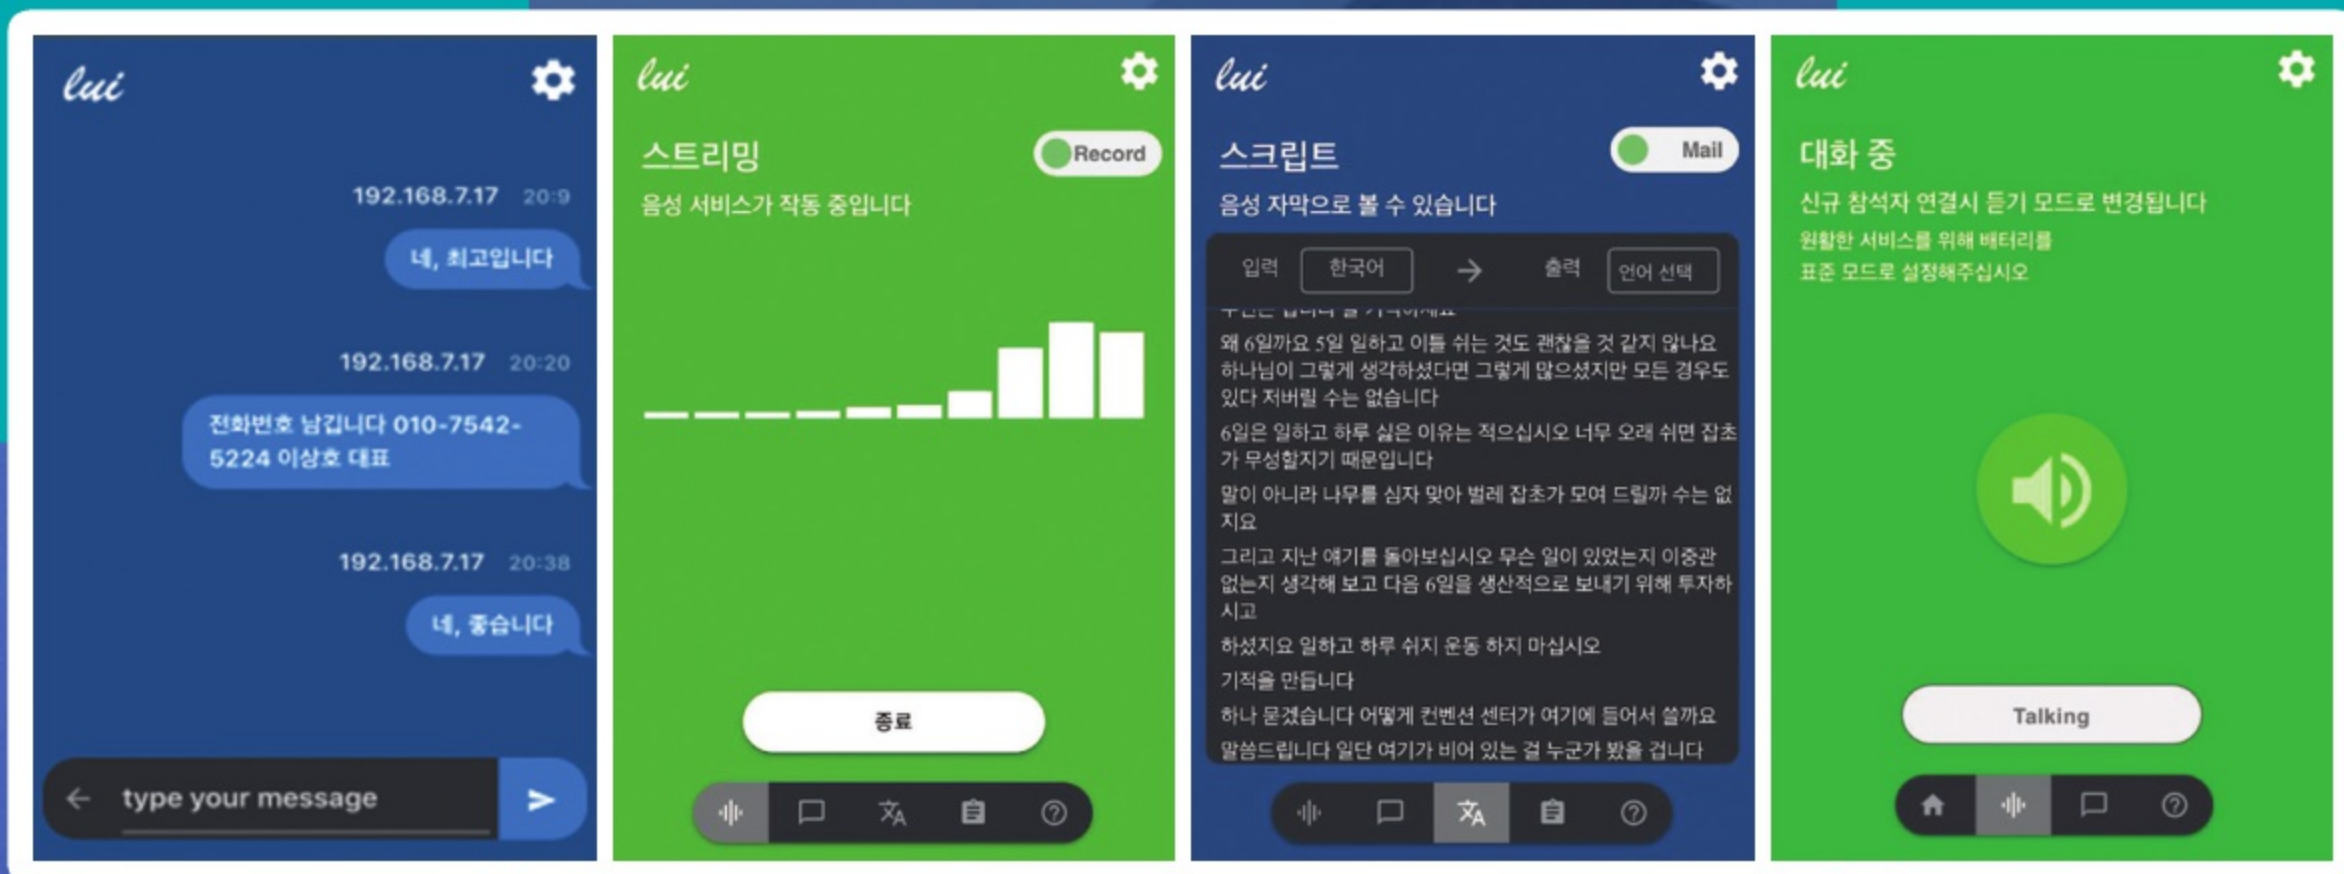 lui
192.168.7.17 20:9
네, 최고입니다
192.168.7.17 20:20
전화번호 남깁니다 010-7542-
5224 이상호 대표
192.168.7.17 20:38
네, 좋습니다
type your message
lui
스트리밍
Record
음성 서비스가 작동 중입니다
종료
lui
스크립트
Mail
음성 자막으로 볼 수 있습니다
입력 한국어 → 출력 언어 선택
왜 6일까요 5일 일하고 이틀 쉬는 것도 괜찮을 것 같지 않나요
하나님이 그렇게 생각하셨다면 그렇게 많으셨지만 모든 경우도
있다 저버릴 수는 없습니다
6일은 일하고 하루 싫은 이유는 적으십시오 너무 오래 쉬면 잡초
가 무성할지기 때문입니다
말이 아니라 나무를 심자 맞아 벌레 잡초가 모여 드릴까 수는 없
지요
그리고 지난 얘기를 돌아보십시오 무슨 일이 있었는지 이중관
없는지 생각해 보고 다음 6일을 생산적으로 보내기 위해 투자하
시고
하셨지요 일하고 하루 쉬지 운동 하지 마십시오
기적을 만듭니다
하나 묻겠습니다 어떻게 컨벤션 센터가 여기에 들어서 쓸까요
말씀드립니다 일단 여기가 비어 있는 걸 누군가 봤을 겁니다
lui
대화 중
신규 참석자 연결시 듣기 모드로 변경됩니다
원활한 서비스를 위해 배터리를
표준 모드로 설정해주십시오
Talking